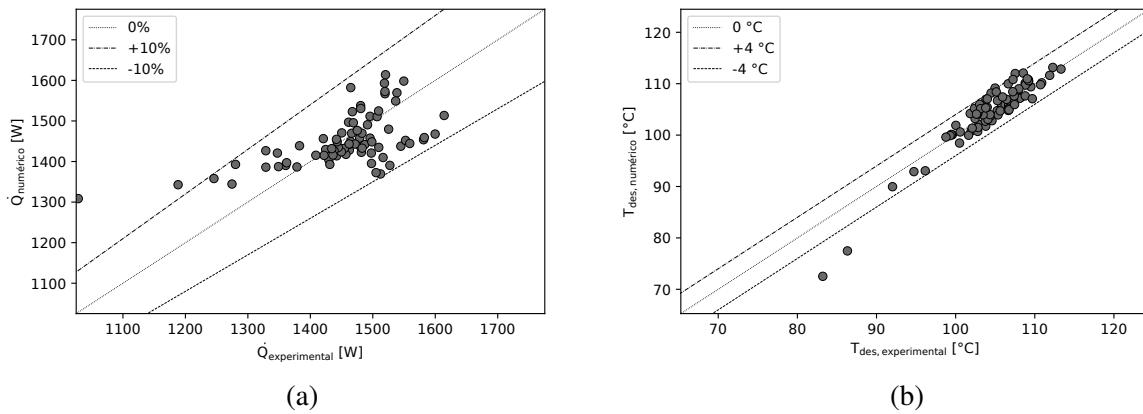 1700
1600
1500
1400
1300
1200
1100
Q̇numérico [W]
0%
+10%
-10%
1100 1200 1300 1400 1500 1600 1700
Q̇experimental [W]
(a)
120
110
100
90
80
70
Tdes, numérico [°C]
0 °C
+4 °C
-4 °C
70 80 90 100 110 120
Tdes, experimental [°C]
(b)